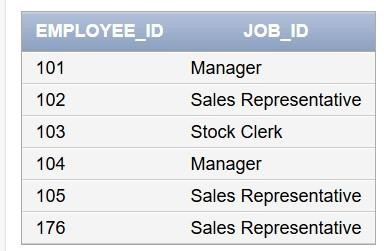 EMPLOYEE_ID JOB_ID
101 Manager
102 Sales Representative
103 Stock Clerk
104 Manager
105 Sales Representative
176 Sales Representative